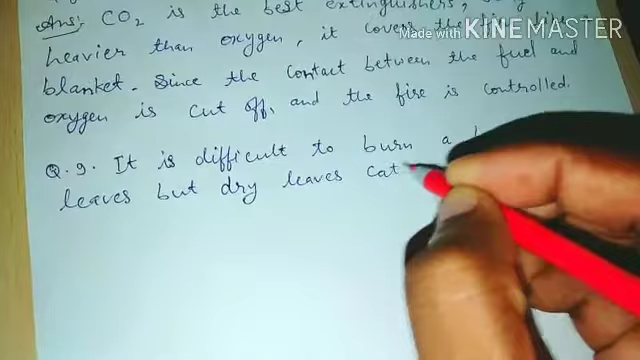 Ans: CO2 is the best extinguishers,
Made with KINEMASTER
heavier than oxygen, it covers the fire
blanket. Since the contact between the fuel and
oxygen is cut off, and the fire is controlled.
Q.9. It is difficult to burn a
leaves but dry leaves cat